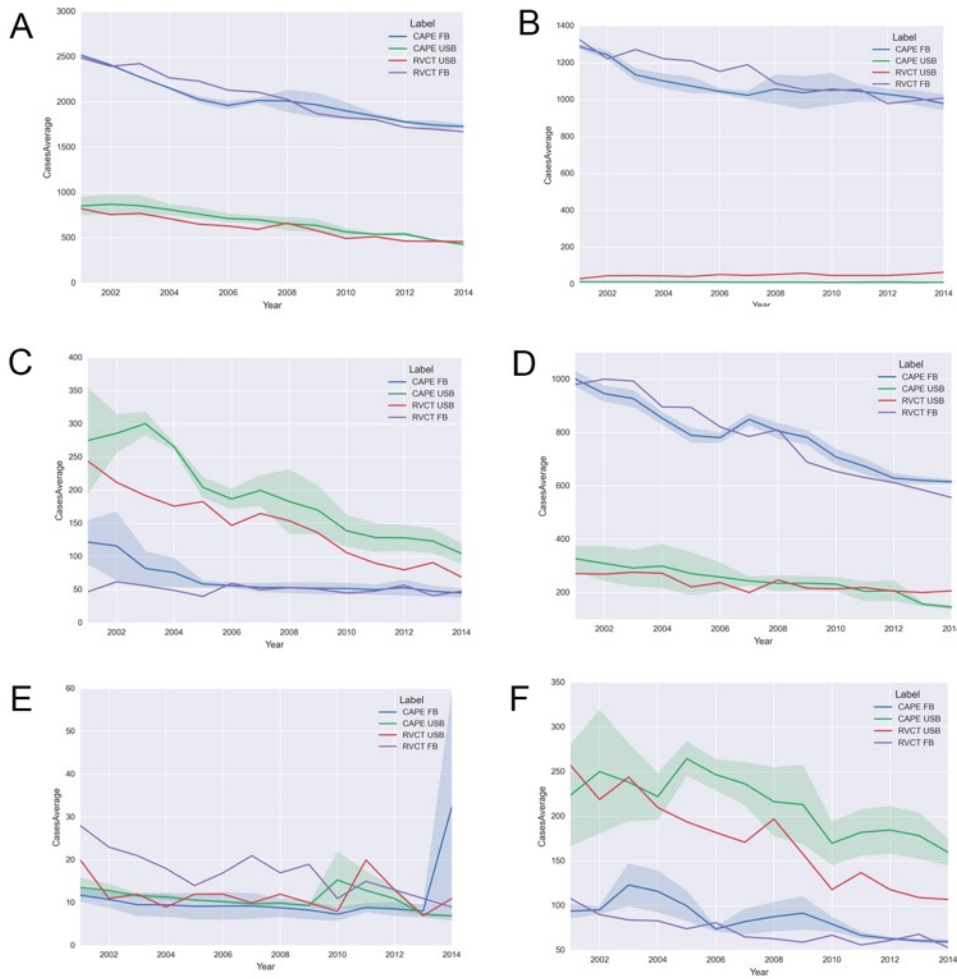 A
Label
CAPE FB
CAPE USB
RVCT USB
RVCT FB
3000
2500
2000
1500
1000
500
0
CasesAverage
2002 2004 2006 2008 2010 2012 2014
Year
B
Label
CAPE FB
CAPE USB
RVCT USB
RVCT FB
1400
1200
1000
800
600
400
200
0
CasesAverage
2002 2004 2006 2008 2010 2012 2014
Year
C
Label
CAPE FB
CAPE USB
RVCT USB
RVCT FB
400
350
300
250
200
150
100
50
0
CasesAverage
2002 2004 2006 2008 2010 2012 2014
Year
D
Label
CAPE FB
CAPE USB
RVCT USB
RVCT FB
1000
800
600
400
200
CasesAverage
2002 2004 2006 2008 2010 2012 2014
Year
E
Label
CAPE FB
CAPE USB
RVCT USB
RVCT FB
60
50
40
30
20
10
0
CasesAverage
2002 2004 2006 2008 2010 2012 2014
Year
F
Label
CAPE FB
CAPE USB
RVCT USB
RVCT FB
350
300
250
200
150
100
50
CasesAverage
2002 2004 2006 2008 2010 2012 2014
Year